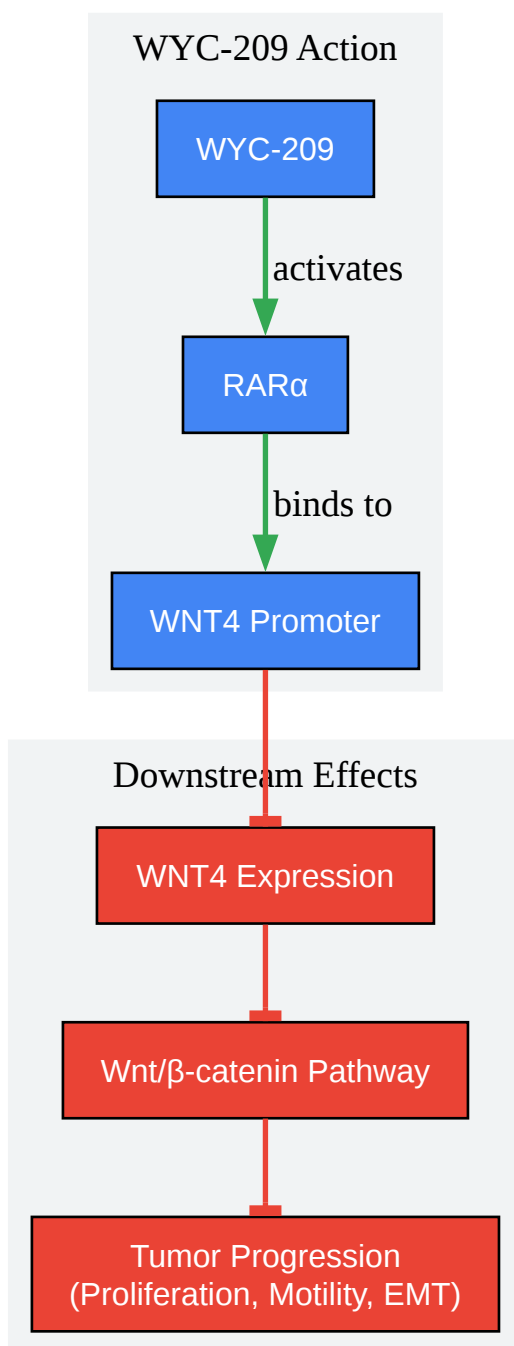 WYC-209 Action
WYC-209
activates
RARα
binds to
WNT4 Promoter
Downstream Effects
WNT4 Expression
Wnt/β-catenin Pathway
Tumor Progression
(Proliferation, Motility, EMT)